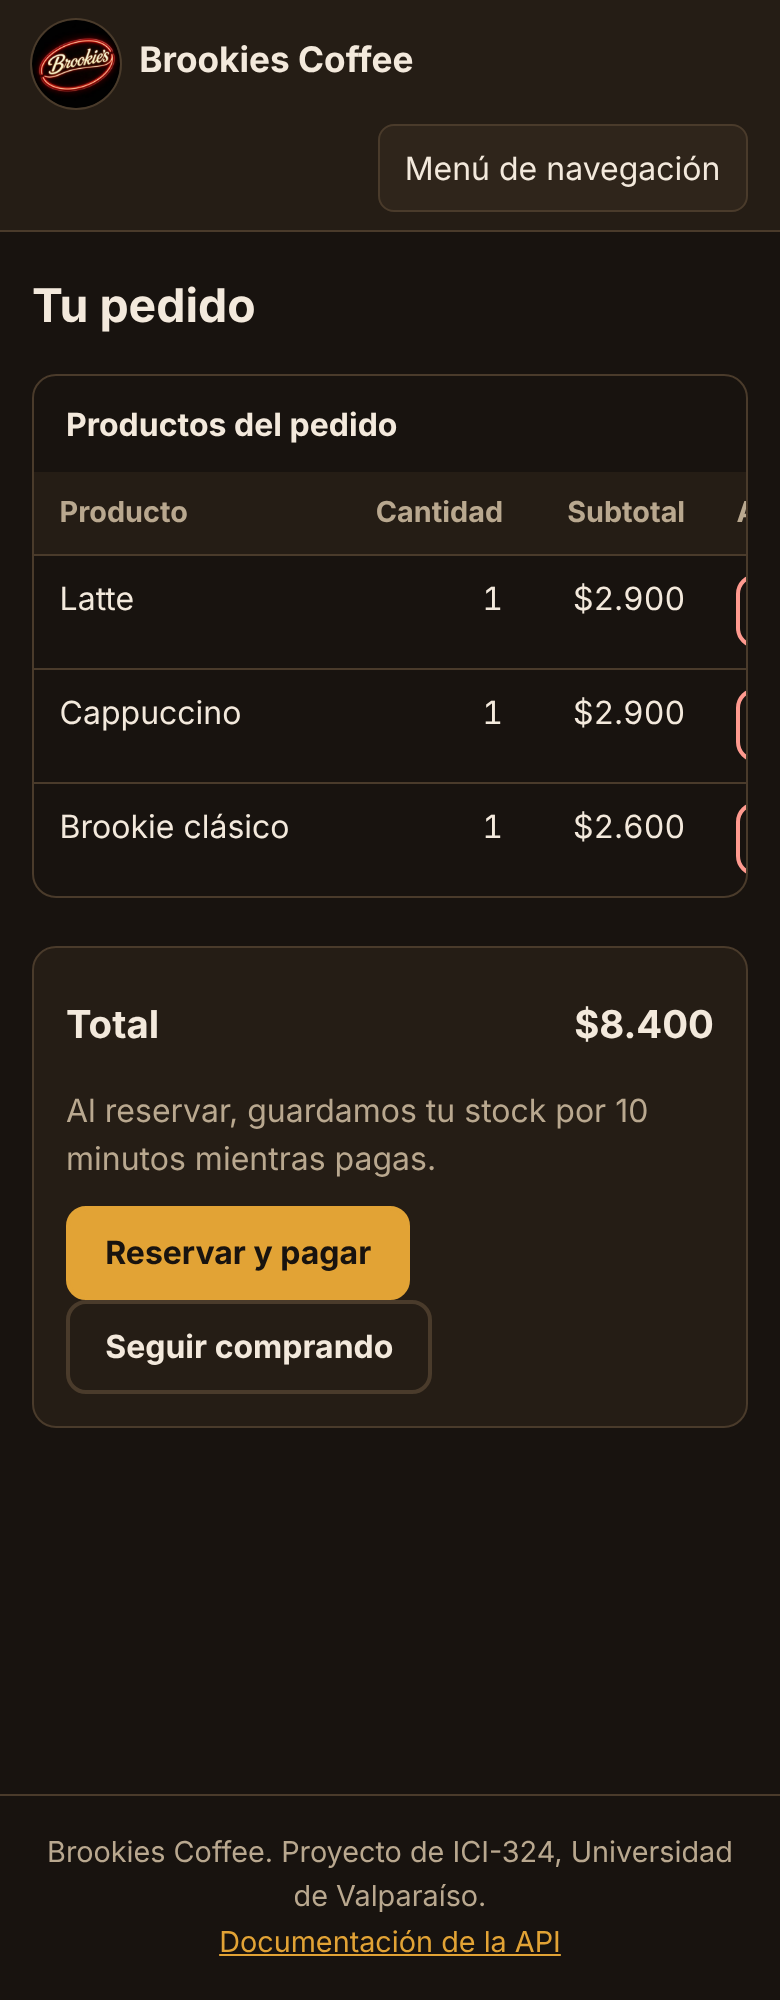 Brookies
Brookies Coffee
Menú de navegación
Tu pedido
Productos del pedido
Producto Cantidad Subtotal
Latte 1 $2.900
Cappuccino 1 $2.900
Brookie clásico 1 $2.600
Total $8.400
Al reservar, guardamos tu stock por 10
minutos mientras pagas.
Reservar y pagar
Seguir comprando
Brookies Coffee. Proyecto de ICI-324, Universidad
de Valparaíso.
Documentación de la API